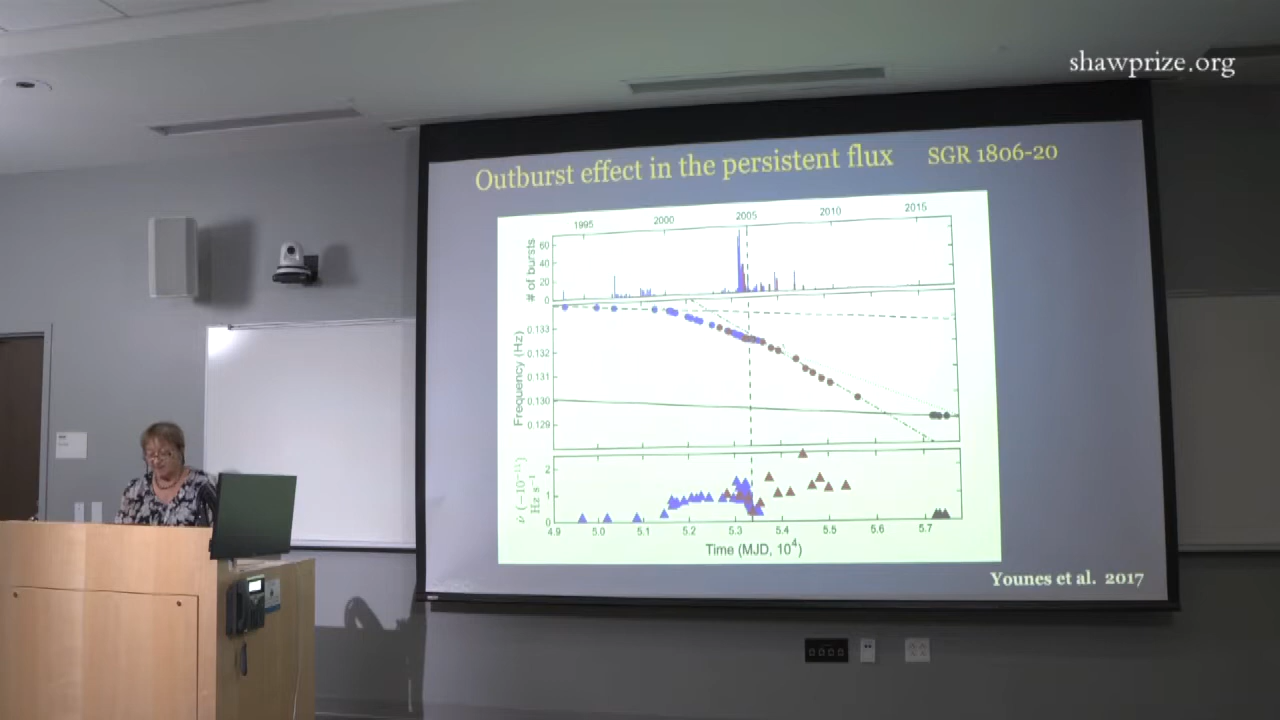 shawprize.org
Outburst effect in the persistent flux SGR 1806-20
1995 2000 2005 2010 2015
# of bursts
60
40
20
0
Frequency (Hz)
0.133
0.132
0.131
0.130
0.129
Hz s⁻¹
2
1
0
4.9 5.0 5.1 5.2 5.3 5.4 5.5 5.6 5.7
Time (MJD, 10⁴)
Younes et al. 2017